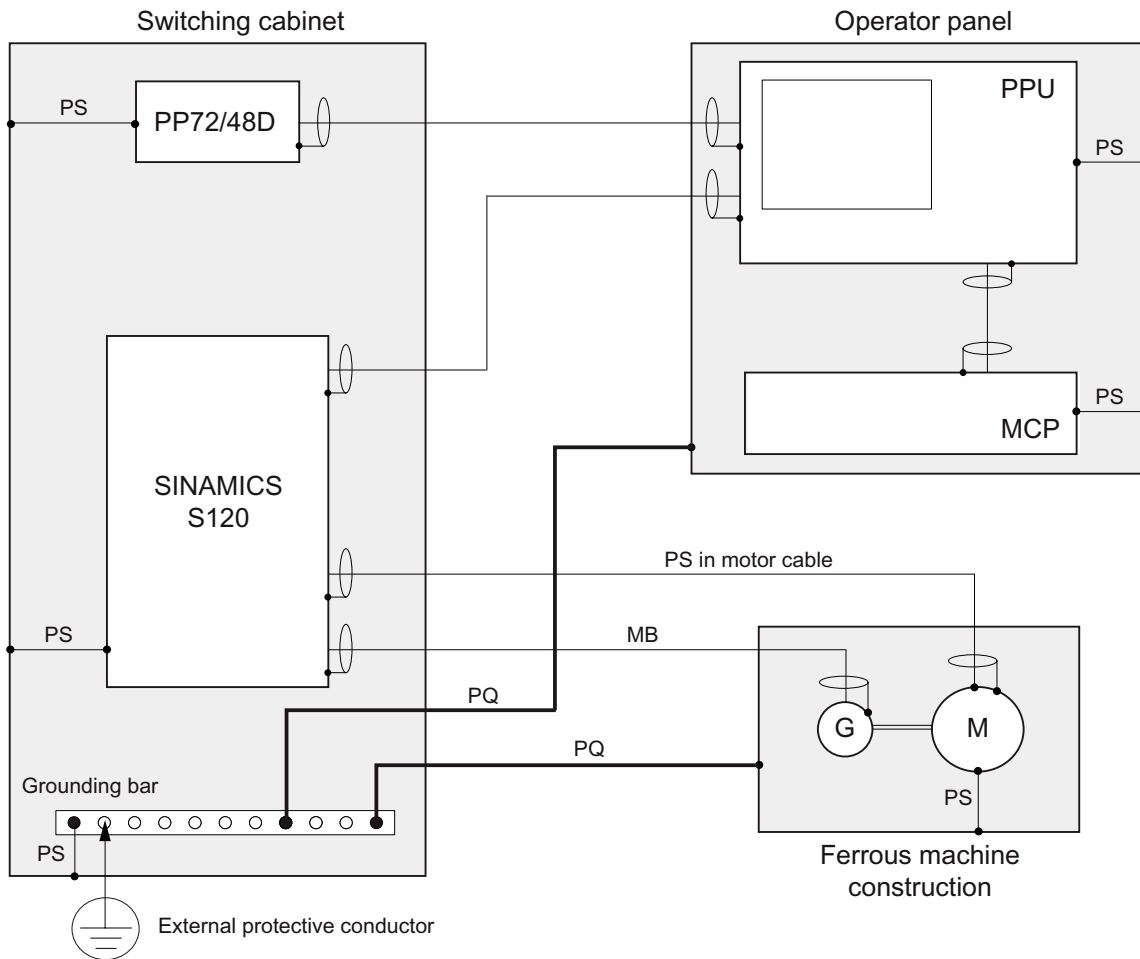 Switching cabinet
Operator panel
PS
PP72/48D
PPU
PS
PS
MCP
SINAMICS
S120
PS in motor cable
PS
MB
PQ
G
M
PQ
Grounding bar
PS
PS
Ferrous machine
construction
External protective conductor